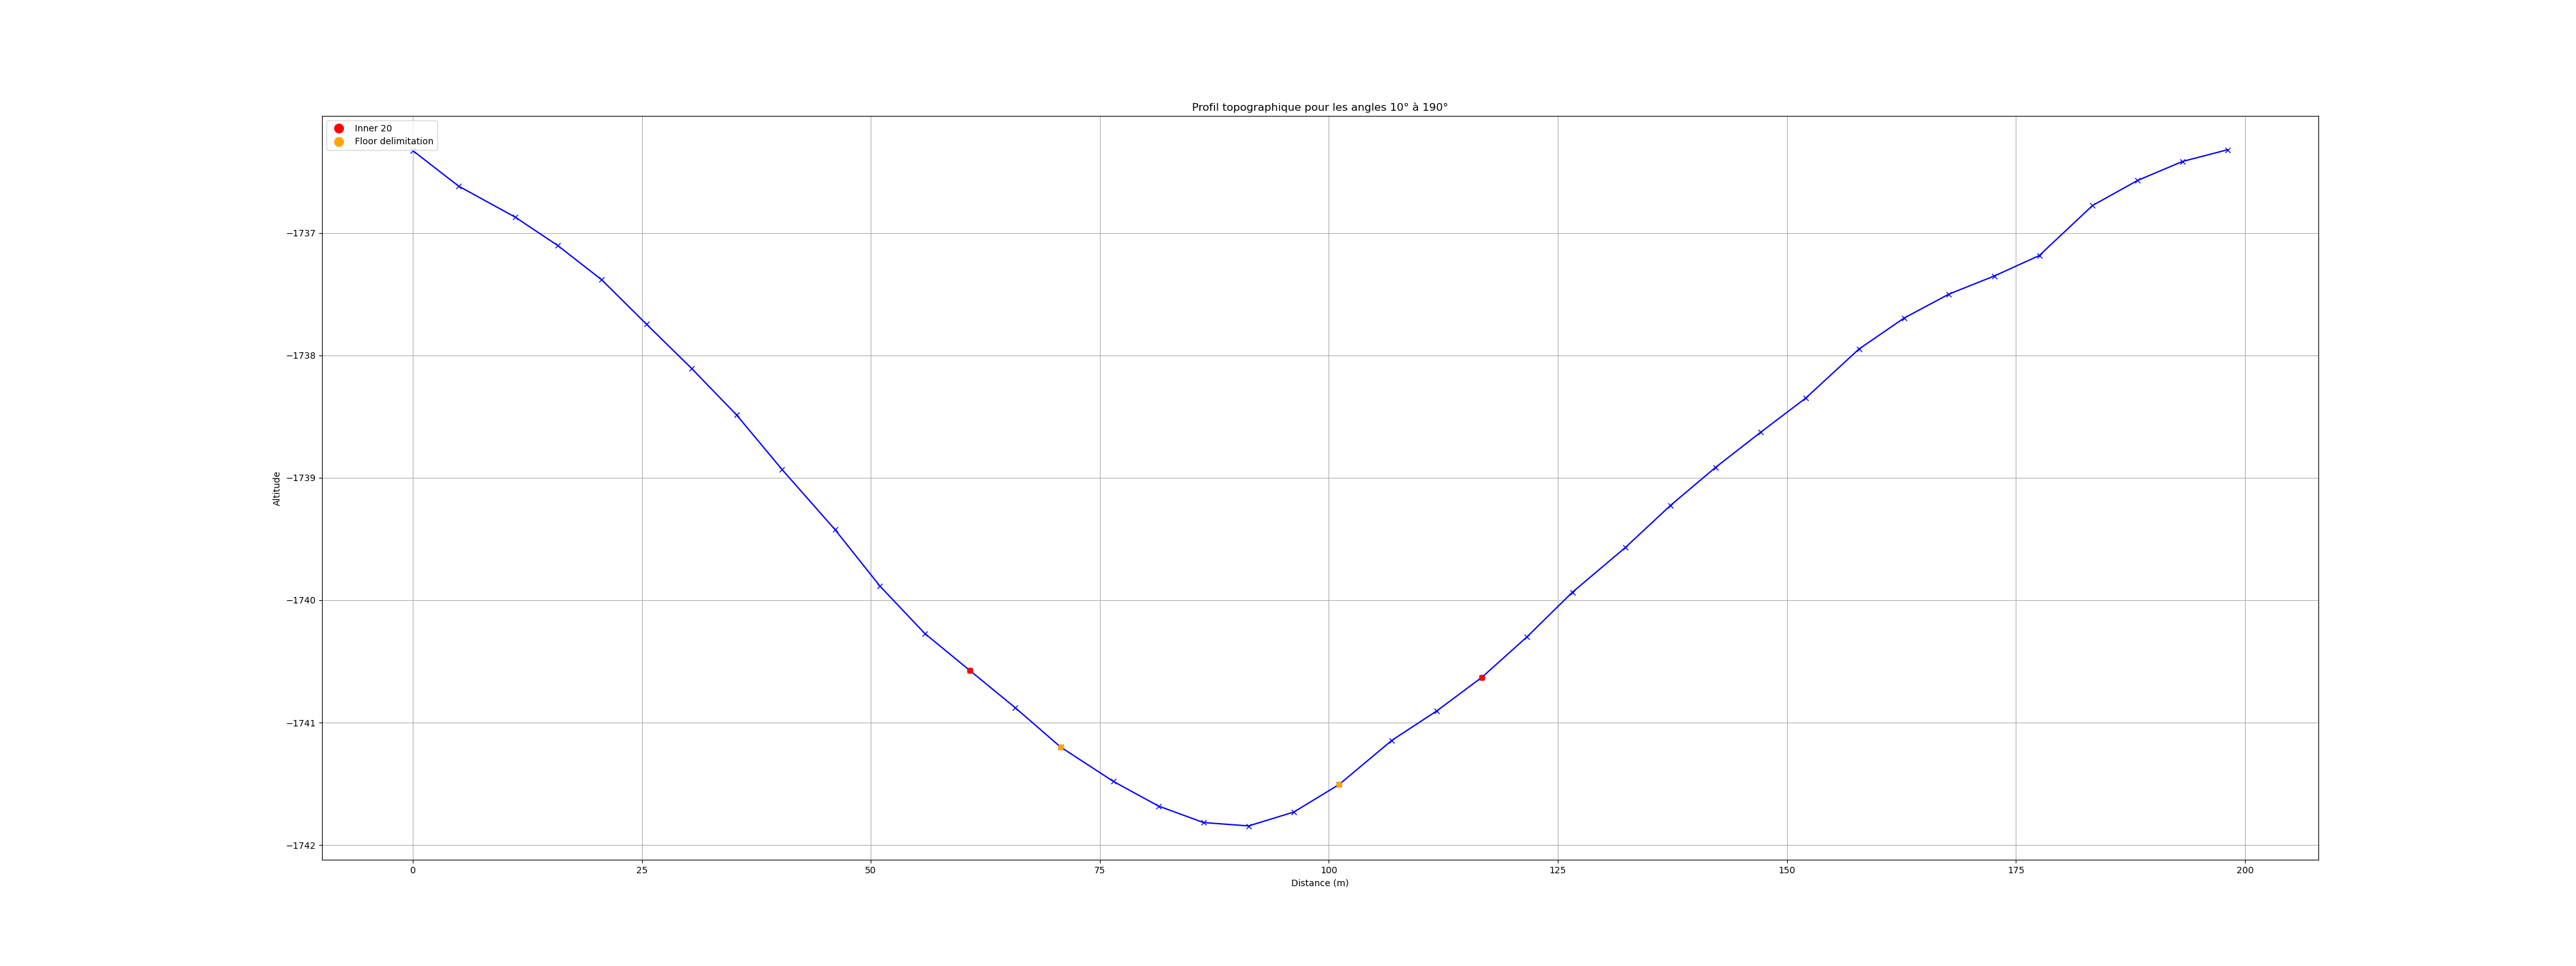 Profil topographique pour les angles 10° à 190°
Inner 20
Floor delimitation
Altitude
−1737
−1738
−1739
−1740
−1741
−1742
0 25 50 75 100 125 150 175 200
Distance (m)